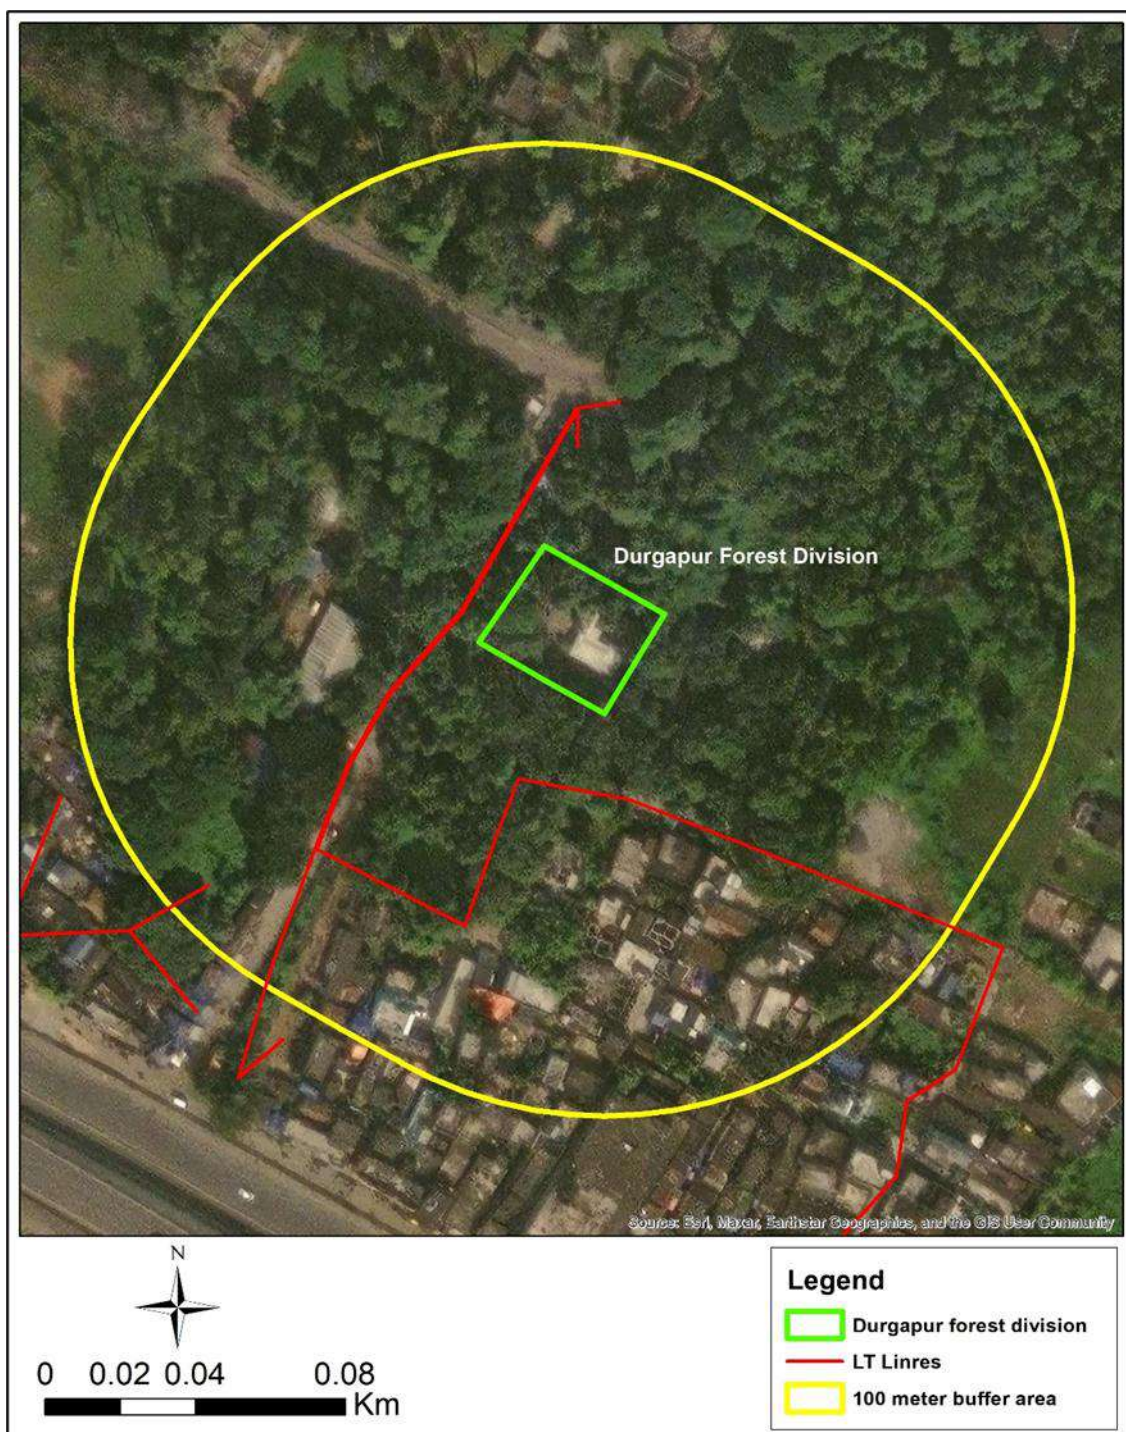 Durgapur Forest Division
Source: Esri, Maxar, Earthstar Geographics, and the GIS User Community
N
0 0.02 0.04 0.08
Km
Legend
Durgapur forest division
LT Linres
100 meter buffer area